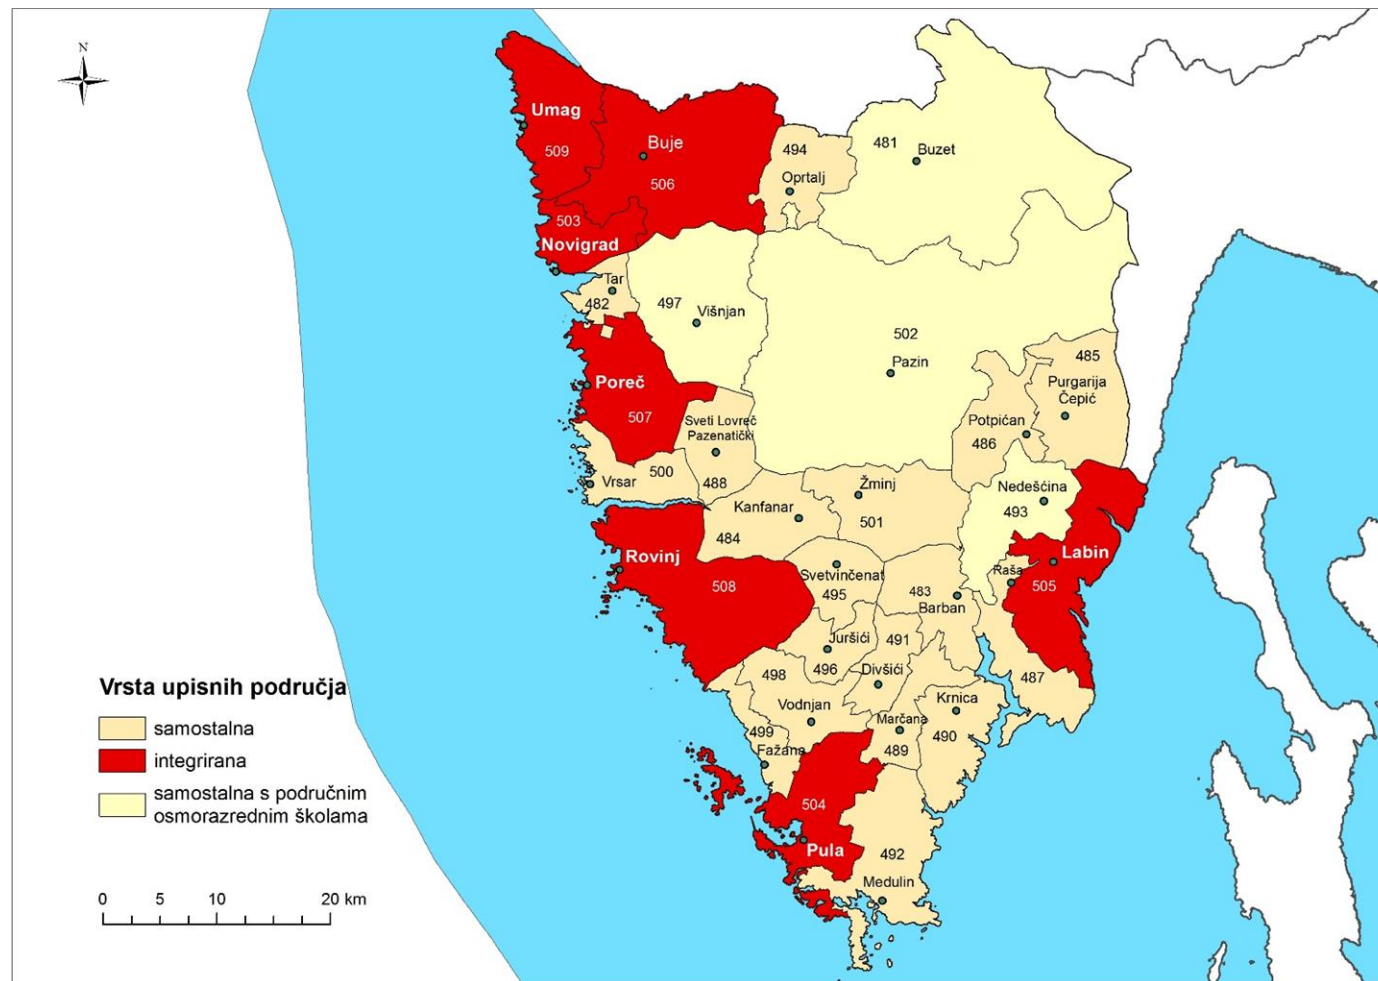 N
Umag
509
Buje
506
503
Novigrad
494
Oprtalj
481
Buzet
Tar
482
497
Višnjan
502
Pazin
485
Purgarija
Čepić
Potpićan
486
Poreč
507
Sveti Lovreč
Pazenatički
488
500
Vrsar
Kanfanar
484
Žminj
501
Nedešćina
493
Labin
505
Raša
Rovinj
508
Svetvinčenat
495
483
Barban
Juršići
496
491
Divšići
498
Vodnjan
499
Fažana
Marčana
489
Krnica
490
487
504
Pula
492
Medulin
Vrsta upisnih područja
samostalna
integrirana
samostalna s područnim
osmorazrednim školama
0 5 10 20 km